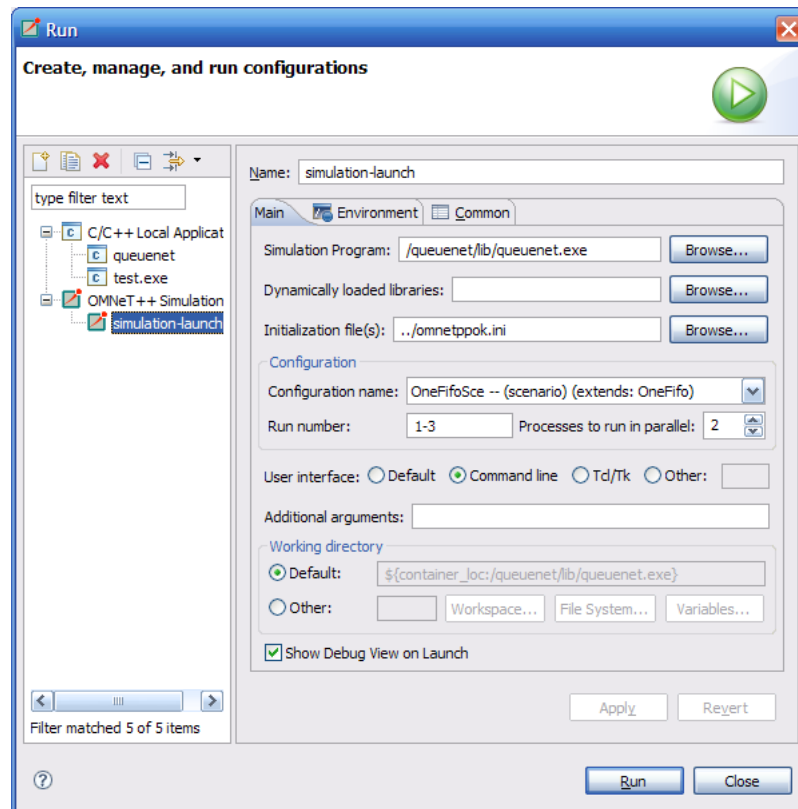 Run
Create, manage, and run configurations
type filter text
C/C++ Local Applicat
queuenet
test.exe
OMNeT++ Simulation
simulation-launch
Filter matched 5 of 5 items
Name: simulation-launch
Main Environment Common
Simulation Program: /queuenet/lib/queuenet.exe Browse...
Dynamically loaded libraries: Browse...
Initialization file(s): ../omnetppok.ini Browse...
Configuration
Configuration name: OneFifoSce -- (scenario) (extends: OneFifo)
Run number: 1-3 Processes to run in parallel: 2
User interface: Default Command line Tcl/Tk Other:
Additional arguments:
Working directory
Default: ${container_loc:/queuenet/lib/queuenet.exe}
Other: Workspace... File System... Variables...
Show Debug View on Launch
Apply Revert
? Run Close